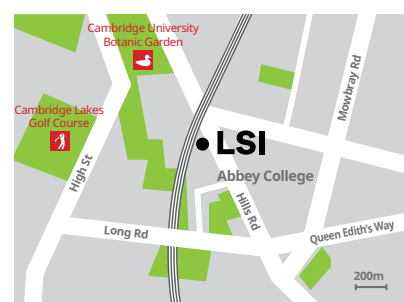 Cambridge University
Botanic Garden
Mowbray Rd
Cambridge Lakes
Golf Course
LSI
High St
Abbey College
Hills Rd
Long Rd
Queen Edith's Way
200m